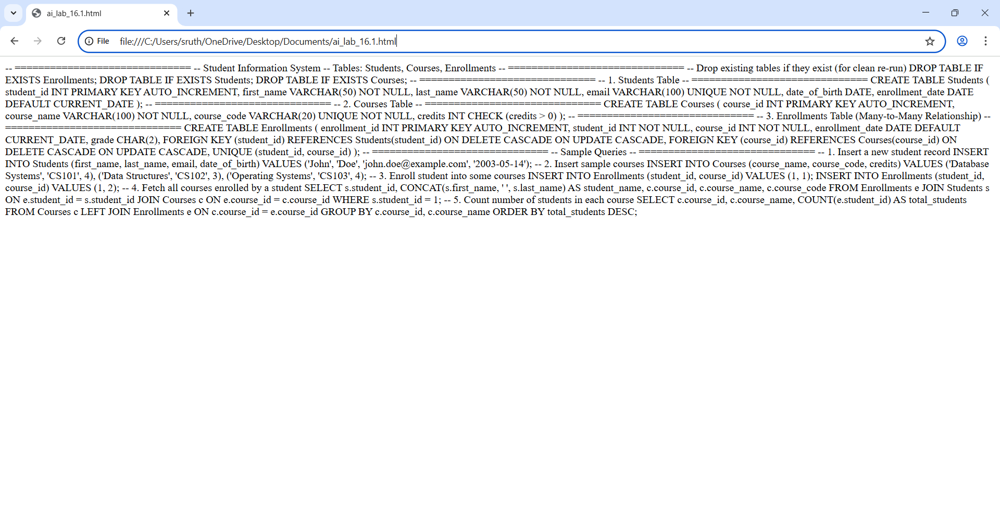 ai_lab_16.1.html
File file:///C:/Users/sruth/OneDrive/Desktop/Documents/ai_lab_16.1.html
-- ============================== -- Student Information System -- Tables: Students, Courses, Enrollments -- ============================== -- Drop existing tables if they exist (for clean re-run) DROP TABLE IF
EXISTS Enrollments; DROP TABLE IF EXISTS Students; DROP TABLE IF EXISTS Courses; -- ============================== -- 1. Students Table -- ============================== CREATE TABLE Students (
student_id INT PRIMARY KEY AUTO_INCREMENT, first_name VARCHAR(50) NOT NULL, last_name VARCHAR(50) NOT NULL, email VARCHAR(100) UNIQUE NOT NULL, date_of_birth DATE, enrollment_date DATE
DEFAULT CURRENT_DATE ); -- ============================== -- 2. Courses Table -- ============================== CREATE TABLE Courses ( course_id INT PRIMARY KEY AUTO_INCREMENT,
course_name VARCHAR(100) NOT NULL, course_code VARCHAR(20) UNIQUE NOT NULL, credits INT CHECK (credits > 0) ); -- ============================== -- 3. Enrollments Table (Many-to-Many Relationship) --
============================== CREATE TABLE Enrollments ( enrollment_id INT PRIMARY KEY AUTO_INCREMENT, student_id INT NOT NULL, course_id INT NOT NULL, enrollment_date DATE DEFAULT
CURRENT_DATE, grade CHAR(2), FOREIGN KEY (student_id) REFERENCES Students(student_id) ON DELETE CASCADE ON UPDATE CASCADE, FOREIGN KEY (course_id) REFERENCES Courses(course_id) ON
DELETE CASCADE ON UPDATE CASCADE, UNIQUE (student_id, course_id) ); -- ============================== -- Sample Queries -- ============================== -- 1. Insert a new student record INSERT
INTO Students (first_name, last_name, email, date_of_birth) VALUES ('John', 'Doe', 'john.doe@example.com', '2003-05-14'); -- 2. Insert sample courses INSERT INTO Courses (course_name, course_code, credits) VALUES ('Database
Systems', 'CS101', 4), ('Data Structures', 'CS102', 3), ('Operating Systems', 'CS103', 4); -- 3. Enroll student into some courses INSERT INTO Enrollments (student_id, course_id) VALUES (1, 1); INSERT INTO Enrollments (student_id,
course_id) VALUES (1, 2); -- 4. Fetch all courses enrolled by a student SELECT s.student_id, CONCAT(s.first_name, ' ', s.last_name) AS student_name, c.course_id, c.course_name, c.course_code FROM Enrollments e JOIN Students s
ON e.student_id = s.student_id JOIN Courses c ON e.course_id = c.course_id WHERE s.student_id = 1; -- 5. Count number of students in each course SELECT c.course_id, c.course_name, COUNT(e.student_id) AS total_students
FROM Courses c LEFT JOIN Enrollments e ON c.course_id = e.course_id GROUP BY c.course_id, c.course_name ORDER BY total_students DESC;